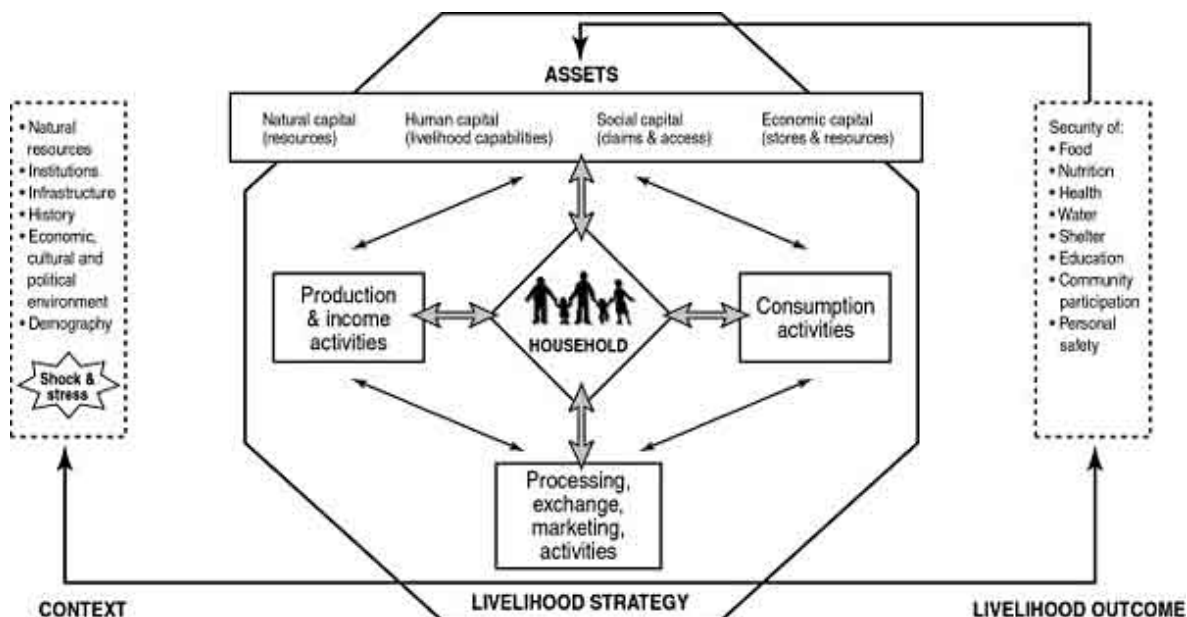 ASSETS
Natural capital
(resources)
Human capital
(livelihood capabilities)
Social capital
(claims & access)
Economic capital
(stores & resources)
• Natural
resources
• Institutions
• Infrastructure
• History
• Economic,
cultural and
political
environment
• Demography
Shock &
stress
CONTEXT
Production
& income
activities
HOUSEHOLD
Consumption
activities
Processing,
exchange,
marketing,
activities
LIVELIHOOD STRATEGY
Security of:
• Food
• Nutrition
• Health
• Water
• Shelter
• Education
• Community
participation
• Personal
safety
LIVELIHOOD OUTCOME